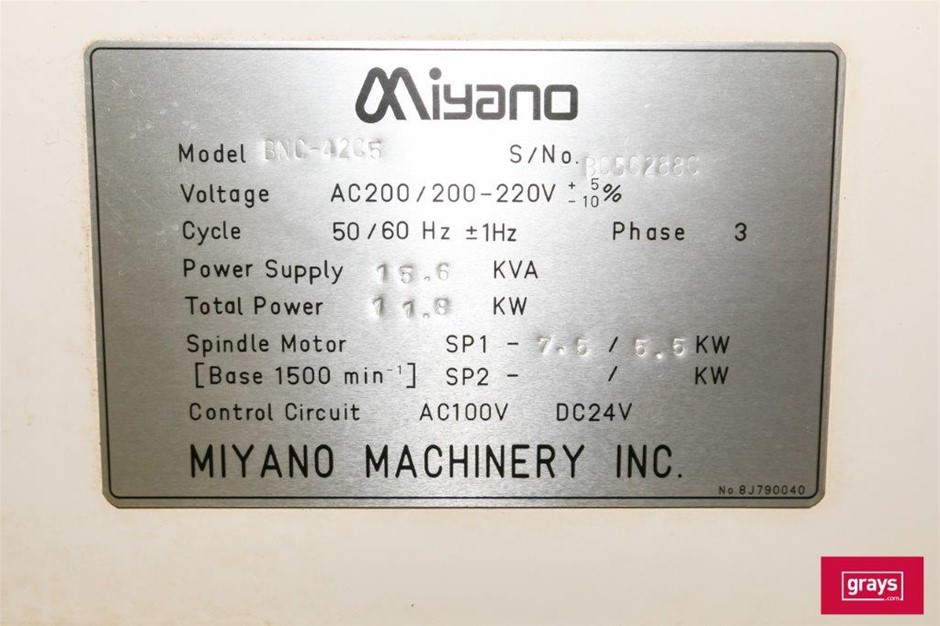 Miyano
Model BNC-42C5 S/No.
Voltage AC200/200-220V +5 -10%
Cycle 50/60 Hz ±1Hz Phase 3
Power Supply 15.6 KVA
Total Power 11.8 KW
Spindle Motor SP1 - 7.5 / 5.5 KW
[Base 1500 min⁻¹] SP2 - / KW
Control Circuit AC100V DC24V
MIYANO MACHINERY INC.
No.8J790040
grays
.com